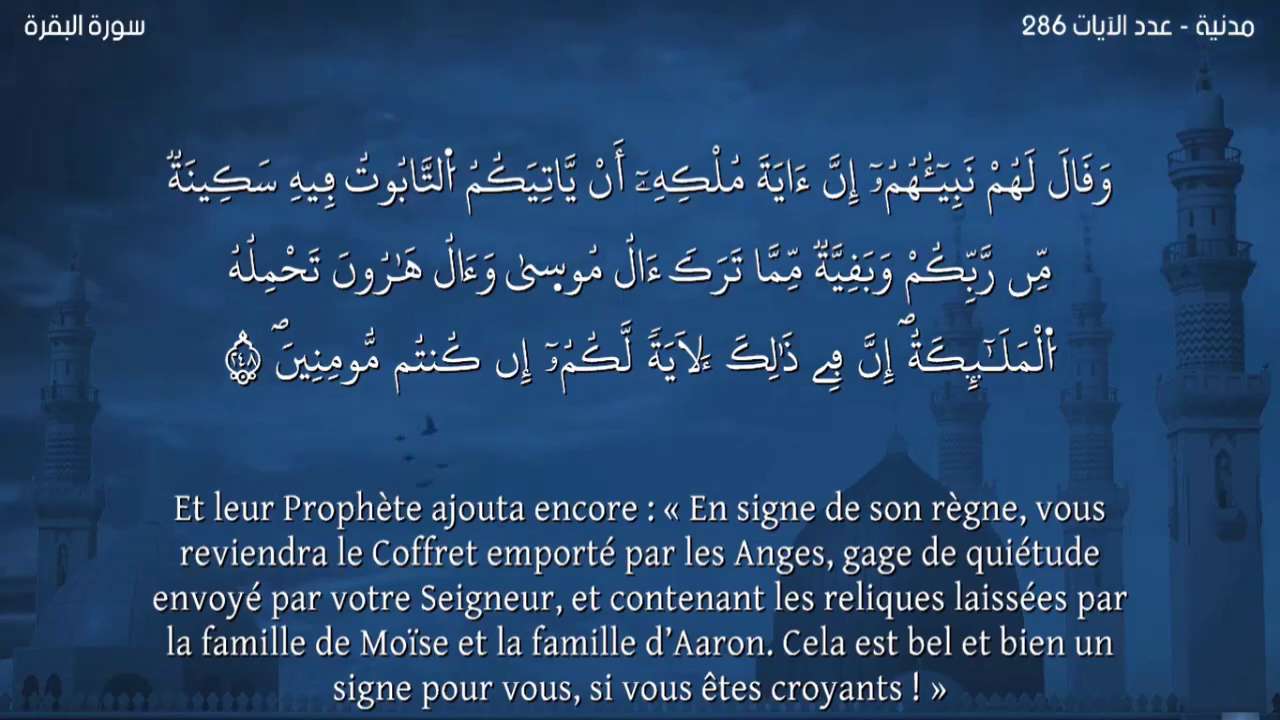 مدنية - عدد الآيات 286
سورة البقرة
وَقَالَ لَهُمْ نَبِيٓـُٔهُمُۥٓ إِنَّ ءَايَةَ مُلْكِهِۦٓ أَنْ يَّاتِيَكُمُ اُ۬لتَّابُوتُ فِيهِ سَكِينَةٞ
مِّن رَّبِّكُمْ وَبَقِيَّةٞ مِّمَّا تَرَكَ ءَالُ مُوس۪يٰ وَءَالُ هَٰرُونَ تَحْمِلُهُ
اُ۬لْمَلَٰٓئِكَةُۖ إِنَّ فِے ذَٰلِكَ ءَلَايَةٗ لَّكُمُۥٓ إِن كُنتُم مُّومِنِينَۖ ٢٤٨
Et leur Prophète ajouta encore : « En signe de son règne, vous
reviendra le Coffret emporté par les Anges, gage de quiétude
envoyé par votre Seigneur, et contenant les reliques laissées par
la famille de Moïse et la famille d’Aaron. Cela est bel et bien un
signe pour vous, si vous êtes croyants ! »